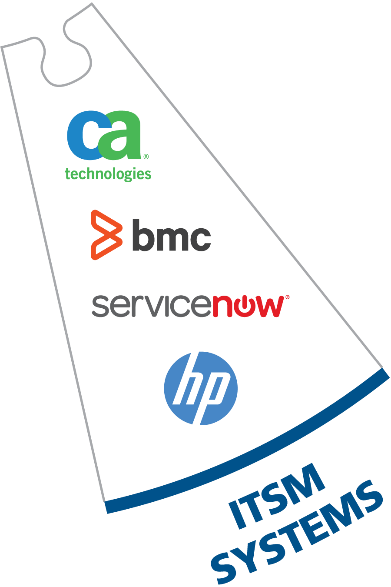 ca
technologies
bmc
servicenow
hp
ITSM
SYSTEMS